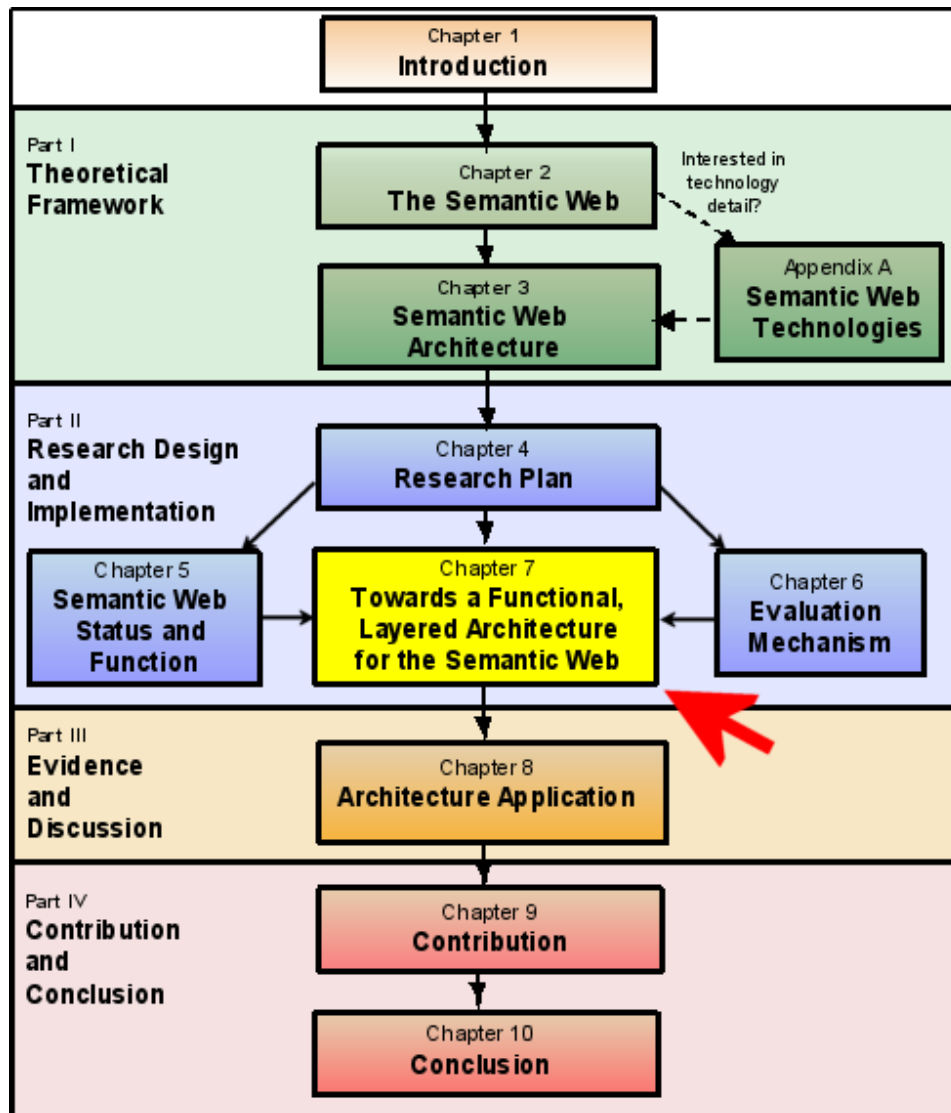 Chapter 1
Introduction
Part I
Theoretical
Framework
Chapter 2
The Semantic Web
Interested in
technology
detail?
Appendix A
Semantic Web
Technologies
Chapter 3
Semantic Web
Architecture
Part II
Research Design
and
Implementation
Chapter 4
Research Plan
Chapter 5
Semantic Web
Status and
Function
Chapter 7
Towards a Functional,
Layered Architecture
for the Semantic Web
Chapter 6
Evaluation
Mechanism
Part III
Evidence
and
Discussion
Chapter 8
Architecture Application
Part IV
Contribution
and
Conclusion
Chapter 9
Contribution
Chapter 10
Conclusion